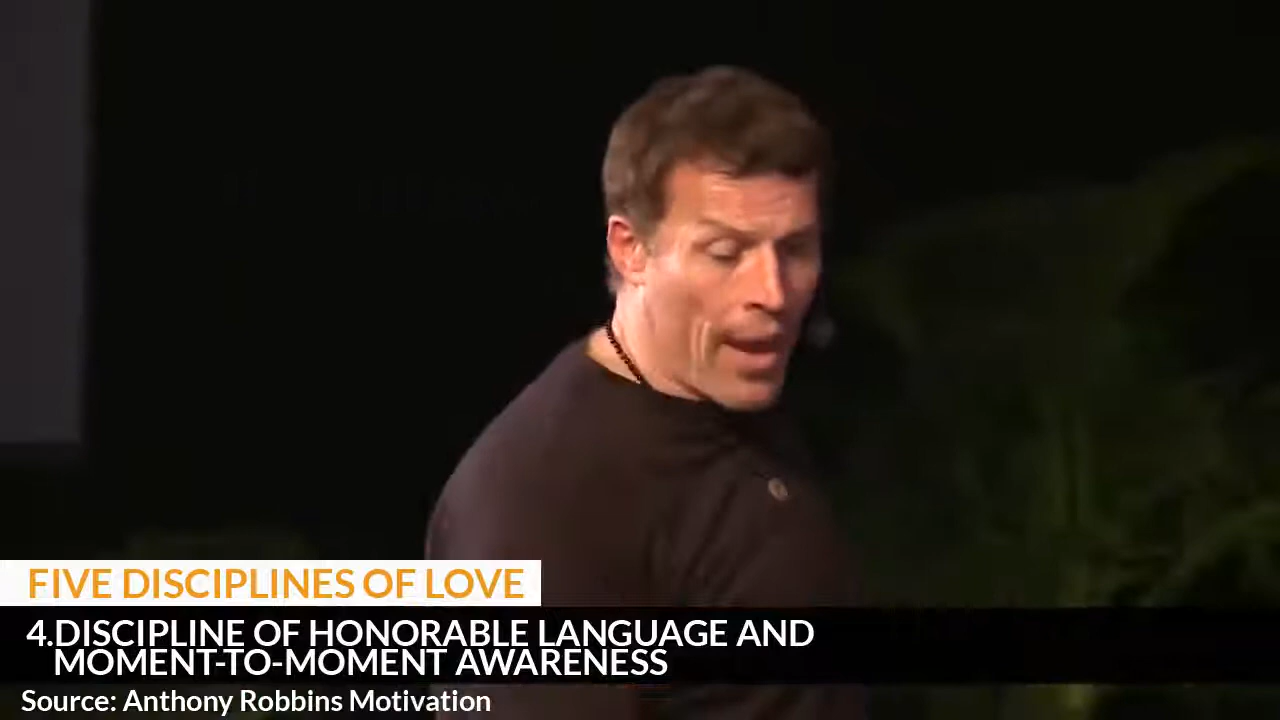 FIVE DISCIPLINES OF LOVE
4.DISCIPLINE OF HONORABLE LANGUAGE AND
MOMENT-TO-MOMENT AWARENESS
Source: Anthony Robbins Motivation